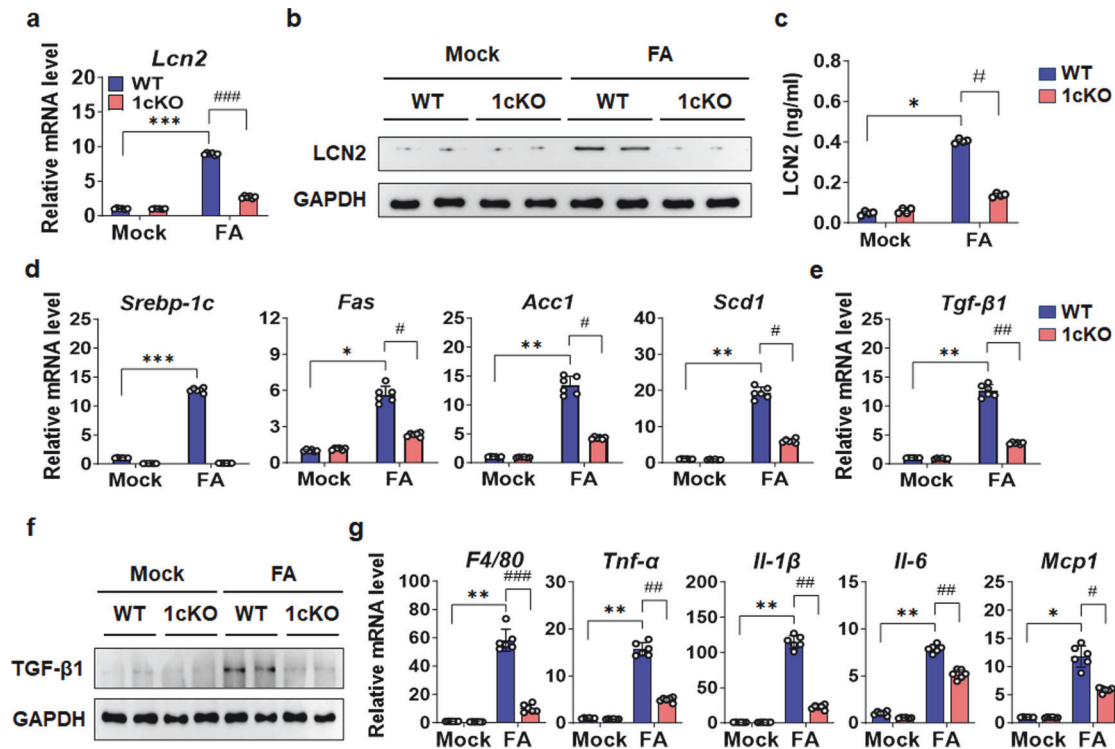 a
Lcn2
Relative mRNA level
20
15
10
5
0
WT
1cKO
***
###
Mock FA
b
Mock FA
WT 1cKO WT 1cKO
LCN2
GAPDH
c
LCN2 (ng/ml)
0.8
0.6
0.4
0.2
0.0
*
#
Mock FA
WT
1cKO
d
Relative mRNA level
Srebp-1c
25
20
15
10
5
0
***
Mock FA
Fas
12
9
6
3
0
*
#
Mock FA
Acc1
25
20
15
10
5
0
**
#
Mock FA
Scd1
40
30
20
10
0
**
#
Mock FA
e
Relative mRNA level
Tgf-β1
25
20
15
10
5
0
**
##
Mock FA
WT
1cKO
f
Mock FA
WT 1cKO WT 1cKO
TGF-β1
GAPDH
g
Relative mRNA level
F4/80
100
80
60
40
20
0
**
###
Mock FA
Tnf-α
30
20
10
0
**
##
Mock FA
Il-1β
200
150
100
50
0
**
##
Mock FA
Il-6
15
10
5
0
**
##
Mock FA
Mcp1
25
20
15
10
5
0
*
#
Mock FA